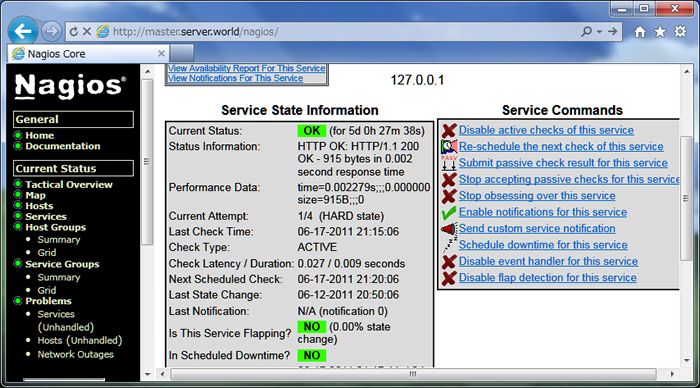 http://master.server.world/nagios/
Nagios Core
Nagios®
General
Home
Documentation
Current Status
Tactical Overview
Map
Hosts
Services
Host Groups
Summary
Grid
Service Groups
Summary
Grid
Problems
Services
(Unhandled)
Hosts (Unhandled)
Network Outages
View Availability Report For This Service
View Notifications For This Service
127.0.0.1
Service State Information
Current Status: OK (for 5d 0h 27m 38s)
Status Information: HTTP OK: HTTP/1.1 200
OK - 915 bytes in 0.002
second response time
Performance Data: time=0.002279s;;;0.000000
size=915B;;;0
Current Attempt: 1/4 (HARD state)
Last Check Time: 06-17-2011 21:15:06
Check Type: ACTIVE
Check Latency / Duration: 0.027 / 0.009 seconds
Next Scheduled Check: 06-17-2011 21:20:06
Last State Change: 06-12-2011 20:50:06
Last Notification: N/A (notification 0)
Is This Service Flapping? NO (0.00% state
change)
In Scheduled Downtime? NO
Service Commands
Disable active checks of this service
Re-schedule the next check of this service
PASV Submit passive check result for this service
Stop accepting passive checks for this service
Stop obsessing over this service
Enable notifications for this service
Send custom service notification
Schedule downtime for this service
Disable event handler for this service
Disable flap detection for this service